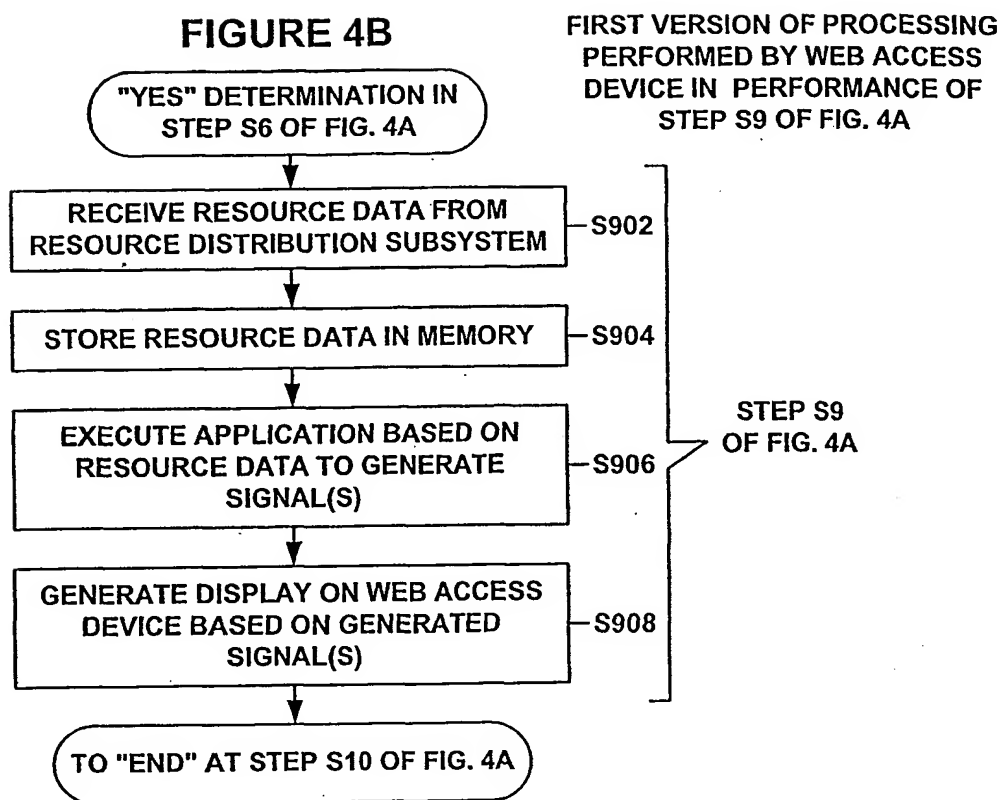 FIGURE 4B
FIRST VERSION OF PROCESSING
PERFORMED BY WEB ACCESS
DEVICE IN PERFORMANCE OF
STEP S9 OF FIG. 4A
"YES" DETERMINATION IN
STEP S6 OF FIG. 4A
RECEIVE RESOURCE DATA FROM
RESOURCE DISTRIBUTION SUBSYSTEM
S902
STORE RESOURCE DATA IN MEMORY
S904
EXECUTE APPLICATION BASED ON
RESOURCE DATA TO GENERATE
SIGNAL(S)
S906
GENERATE DISPLAY ON WEB ACCESS
DEVICE BASED ON GENERATED
SIGNAL(S)
S908
STEP S9
OF FIG. 4A
TO "END" AT STEP S10 OF FIG. 4A